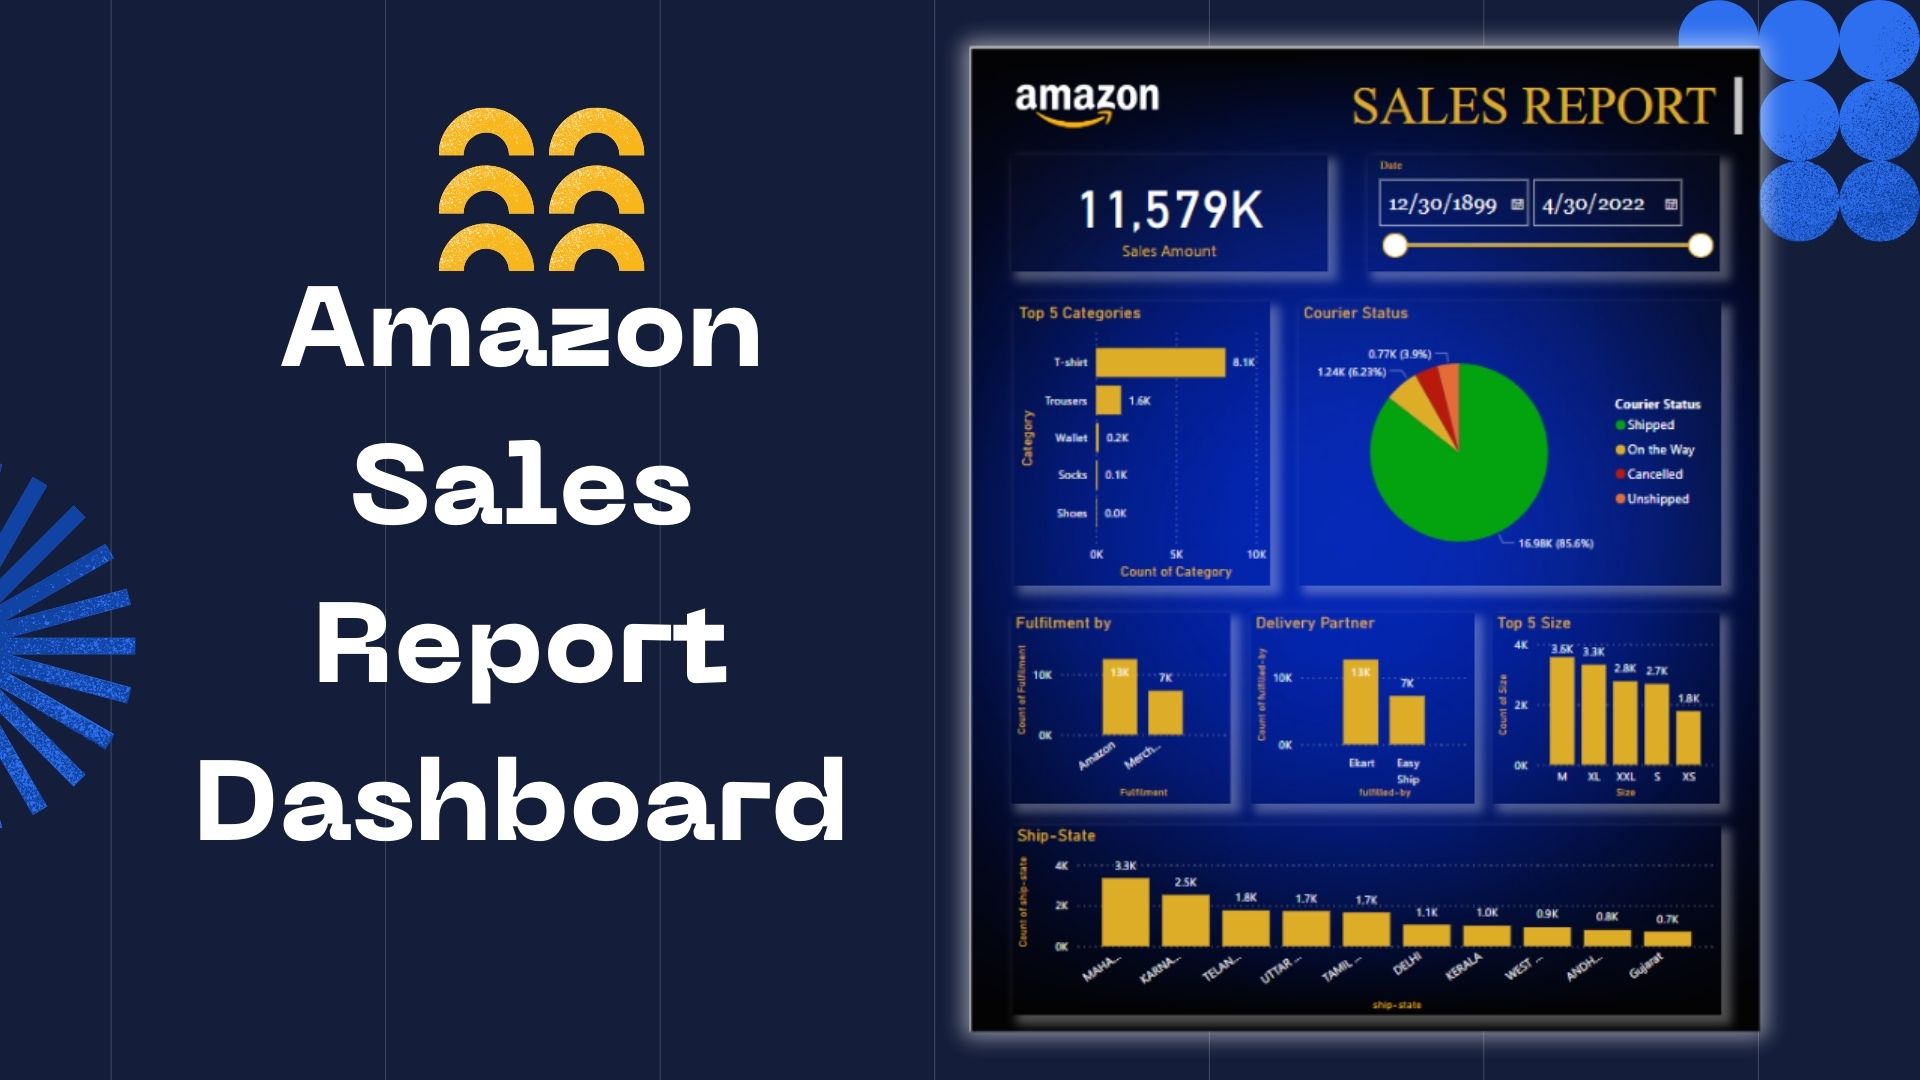 Amazon
Sales
Report
Dashboard
amazon
SALES REPORT
11,579K
Sales Amount
Date
12/30/1899
4/30/2022
Top 5 Categories
Category
T-shirt
8.1K
Trousers
1.6K
Wallet
0.2K
Socks
0.1K
Shoes
0.0K
0K
5K
10K
Count of Category
Courier Status
0.77K (3.9%)
1.24K (6.23%)
16.98K (85.6%)
Courier Status
Shipped
On the Way
Cancelled
Unshipped
Fulfilment by
Count of Fulfilment
10K
0K
13K
7K
Amazon
Merch...
Fulfilment
Delivery Partner
Count of fulfilled-by
10K
0K
13K
7K
Ekart
Easy
Ship
fulfilled-by
Top 5 Size
Count of Size
4K
2K
0K
3.6K
3.3K
2.8K
2.7K
1.8K
M
XL
XXL
S
XS
Size
Ship-State
Count of ship-state
4K
2K
0K
3.3K
2.5K
1.8K
1.7K
1.7K
1.1K
1.0K
0.9K
0.8K
0.7K
MAHA...
KARNA...
TELAN...
UTTAR ...
TAMIL ...
DELHI
KERALA
WEST ...
ANDH...
Gujarat
ship-state